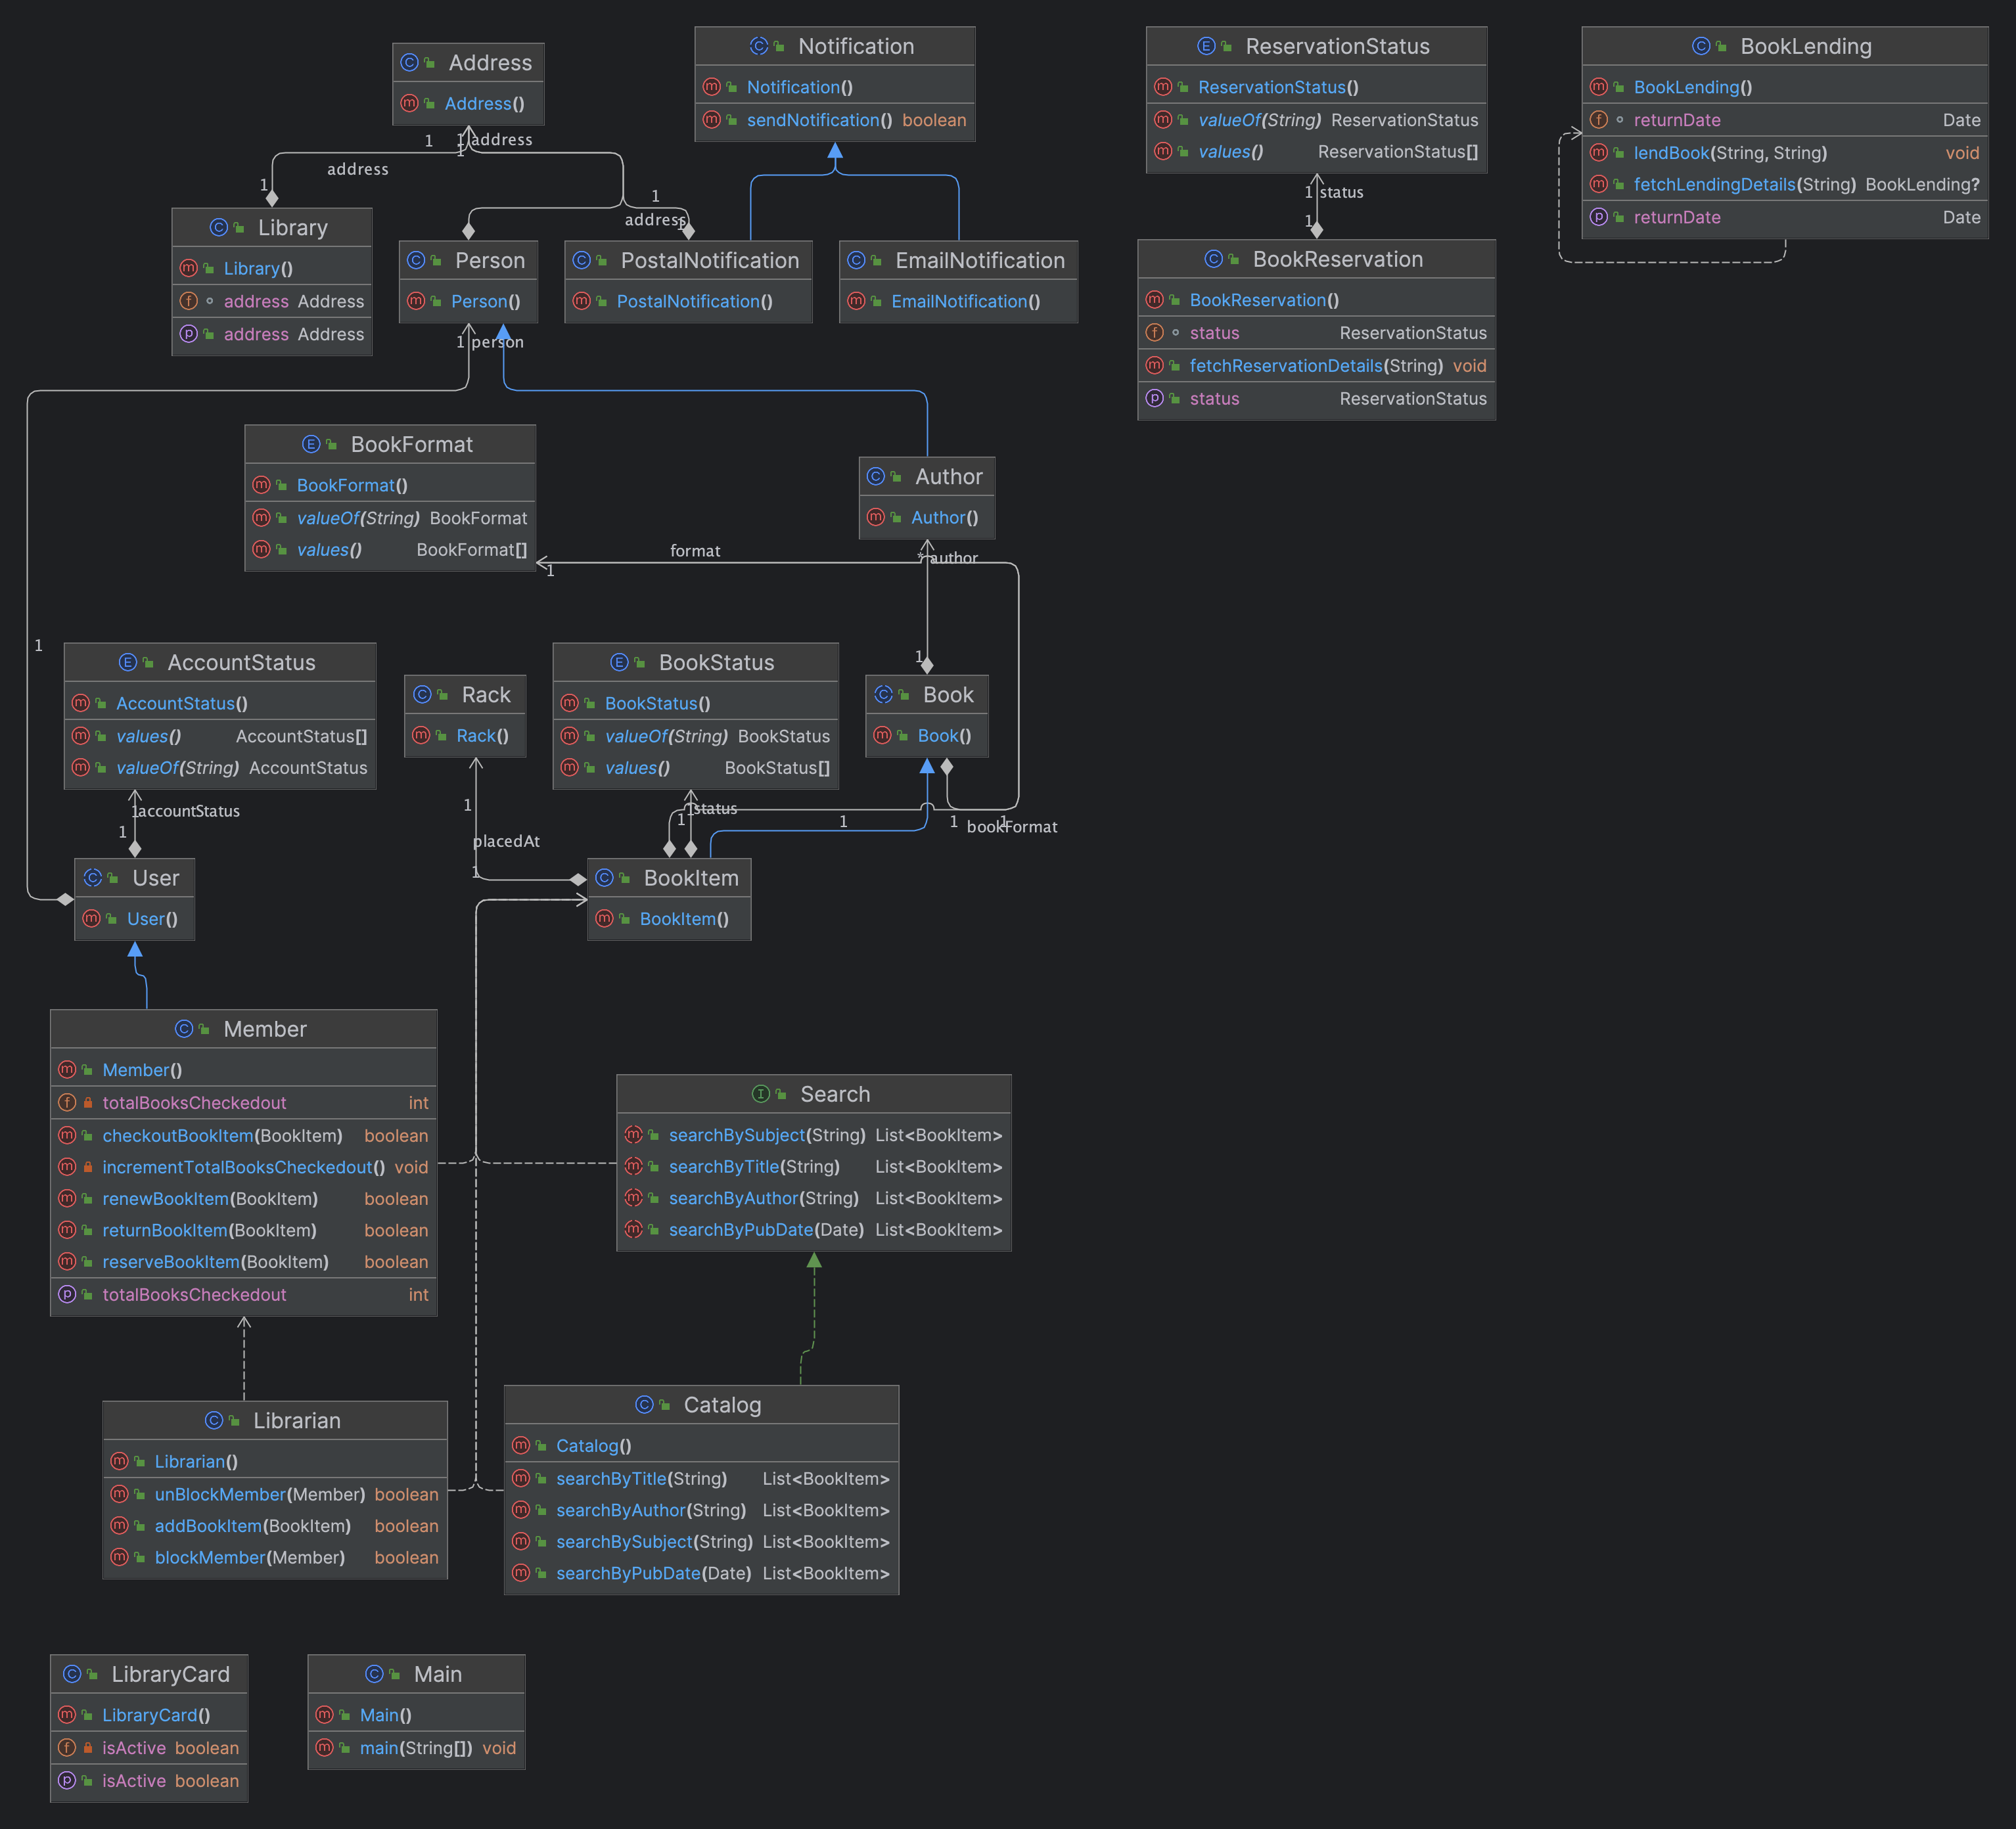 Address
Address()
Notification
Notification()
sendNotification() boolean
ReservationStatus
ReservationStatus()
valueOf(String) ReservationStatus
values() ReservationStatus[]
BookLending
BookLending()
returnDate Date
lendBook(String, String) void
fetchLendingDetails(String) BookLending?
returnDate Date
1
1
1
address
address
1
1
address
1
1 status
1
Library
Library()
address Address
address Address
Person
Person()
PostalNotification
PostalNotification()
EmailNotification
EmailNotification()
BookReservation
BookReservation()
status ReservationStatus
fetchReservationDetails(String) void
status ReservationStatus
1 person
BookFormat
BookFormat()
valueOf(String) BookFormat
values() BookFormat[]
Author
Author()
format
1
* author
1
1
AccountStatus
AccountStatus()
values() AccountStatus[]
valueOf(String) AccountStatus
Rack
Rack()
BookStatus
BookStatus()
valueOf(String) BookStatus
values() BookStatus[]
Book
Book()
1 accountStatus
1
1
placedAt
1
1 status
1
1
1
1
bookFormat
User
User()
BookItem
BookItem()
Member
Member()
totalBooksCheckedout int
checkoutBookItem(BookItem) boolean
incrementTotalBooksCheckedout() void
renewBookItem(BookItem) boolean
returnBookItem(BookItem) boolean
reserveBookItem(BookItem) boolean
totalBooksCheckedout int
Search
searchBySubject(String) List<BookItem>
searchByTitle(String) List<BookItem>
searchByAuthor(String) List<BookItem>
searchByPubDate(Date) List<BookItem>
Librarian
Librarian()
unBlockMember(Member) boolean
addBookItem(BookItem) boolean
blockMember(Member) boolean
Catalog
Catalog()
searchByTitle(String) List<BookItem>
searchByAuthor(String) List<BookItem>
searchBySubject(String) List<BookItem>
searchByPubDate(Date) List<BookItem>
LibraryCard
LibraryCard()
isActive boolean
isActive boolean
Main
Main()
main(String[]) void